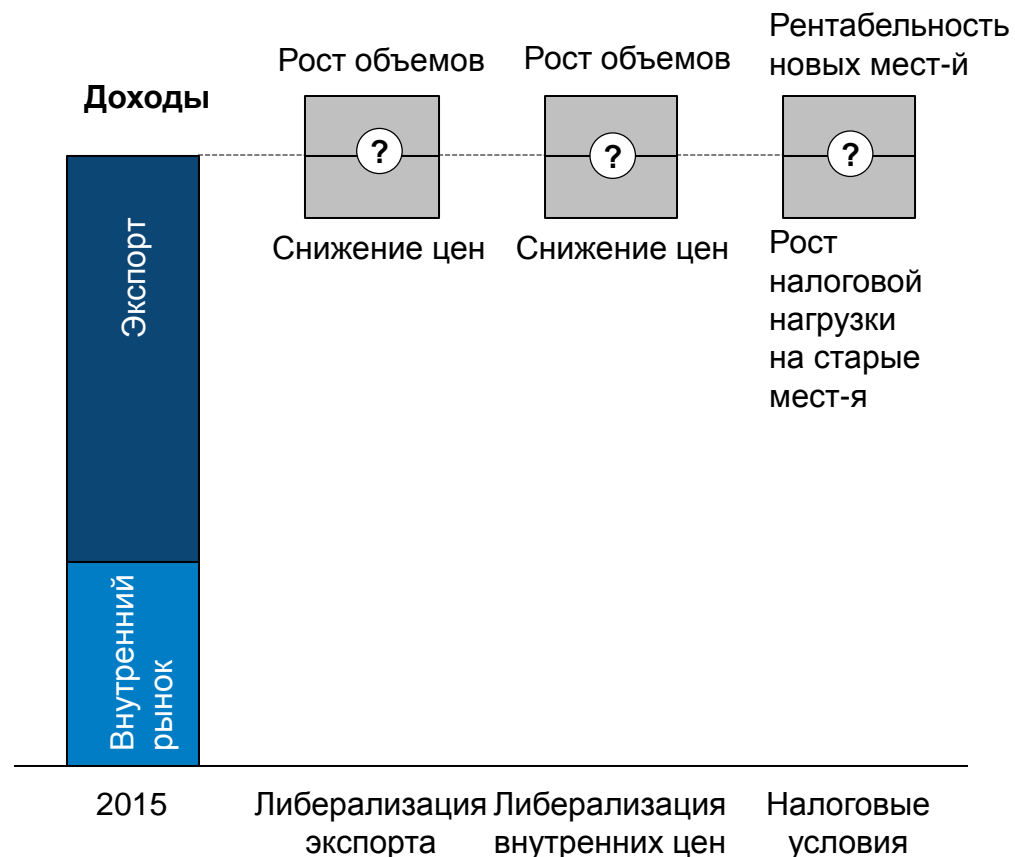 Доходы
Рост объемов
Рост объемов
Рентабельность
новых мест-й
?
?
?
Снижение цен
Снижение цен
Рост
налоговой
нагрузки
на старые
мест-я
Экспорт
Внутренний
рынок
2015
Либерализация
экспорта
Либерализация
внутренних цен
Налоговые
условия